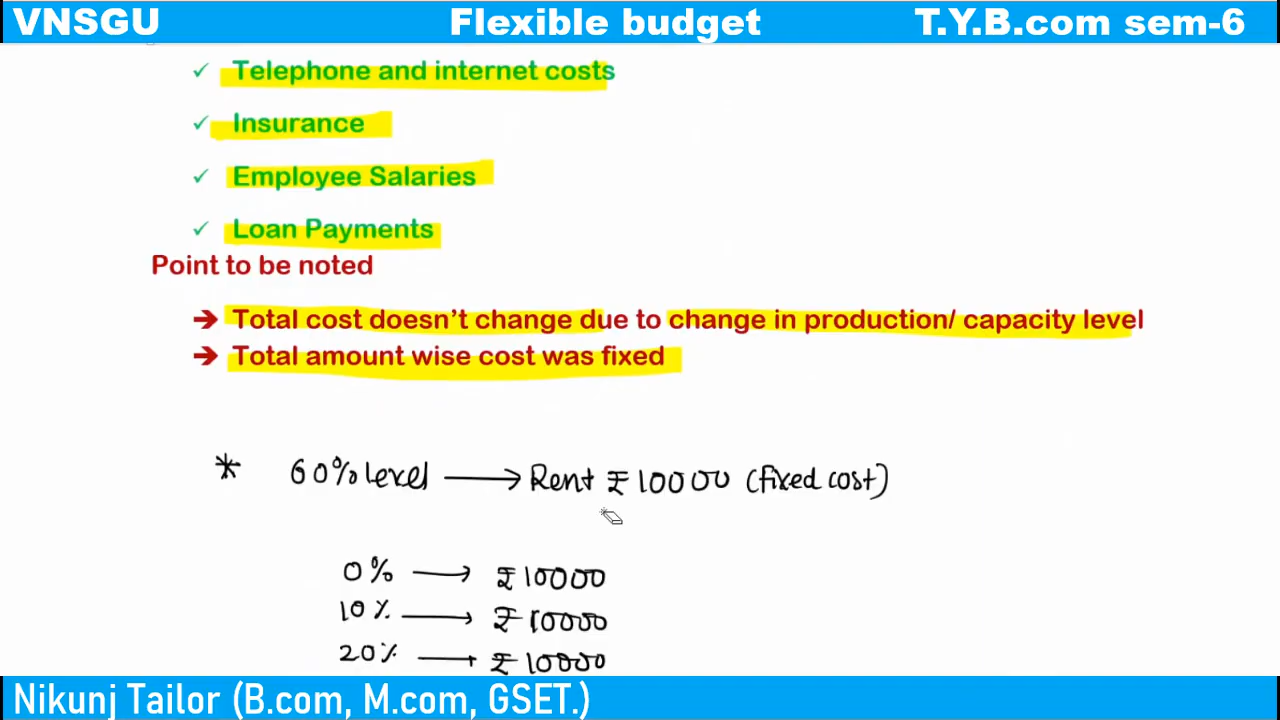 VNSGU Flexible budget T.Y.B.com sem-6
✓ Telephone and internet costs
✓ Insurance
✓ Employee Salaries
✓ Loan Payments
Point to be noted
➔ Total cost doesn't change due to change in production/ capacity level
➔ Total amount wise cost was fixed
* 60% level → Rent ₹10000 (fixed cost)
0% → ₹10000
10% → ₹10000
20% → ₹10000
Nikunj Tailor (B.com, M.com, GSET.)